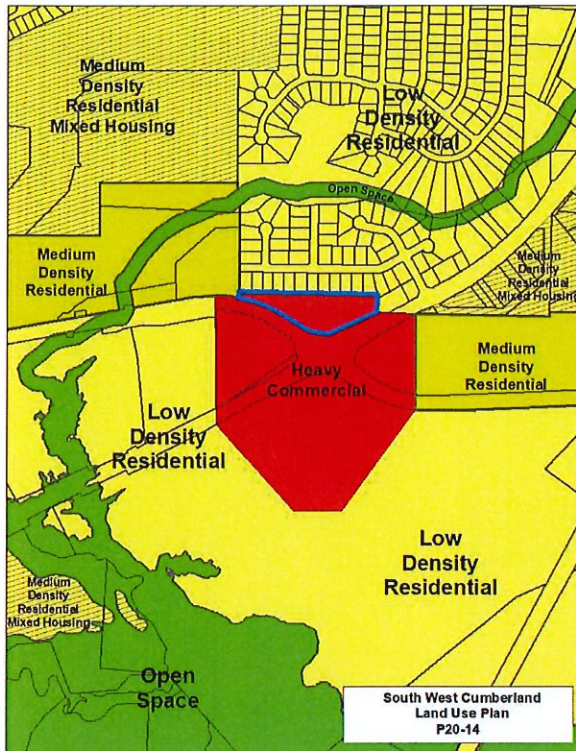 Medium
Density
Residential
Mixed Housing
Low
Density
Residential
Open Space
Medium
Density
Residential
Medium
Density
Residential
Mixed Housing
Heavy
Commercial
Medium
Density
Residential
Low
Density
Residential
Low
Density
Residential
Medium
Density
Residential
Mixed Housing
Open
Space
South West Cumberland
Land Use Plan
P20-14